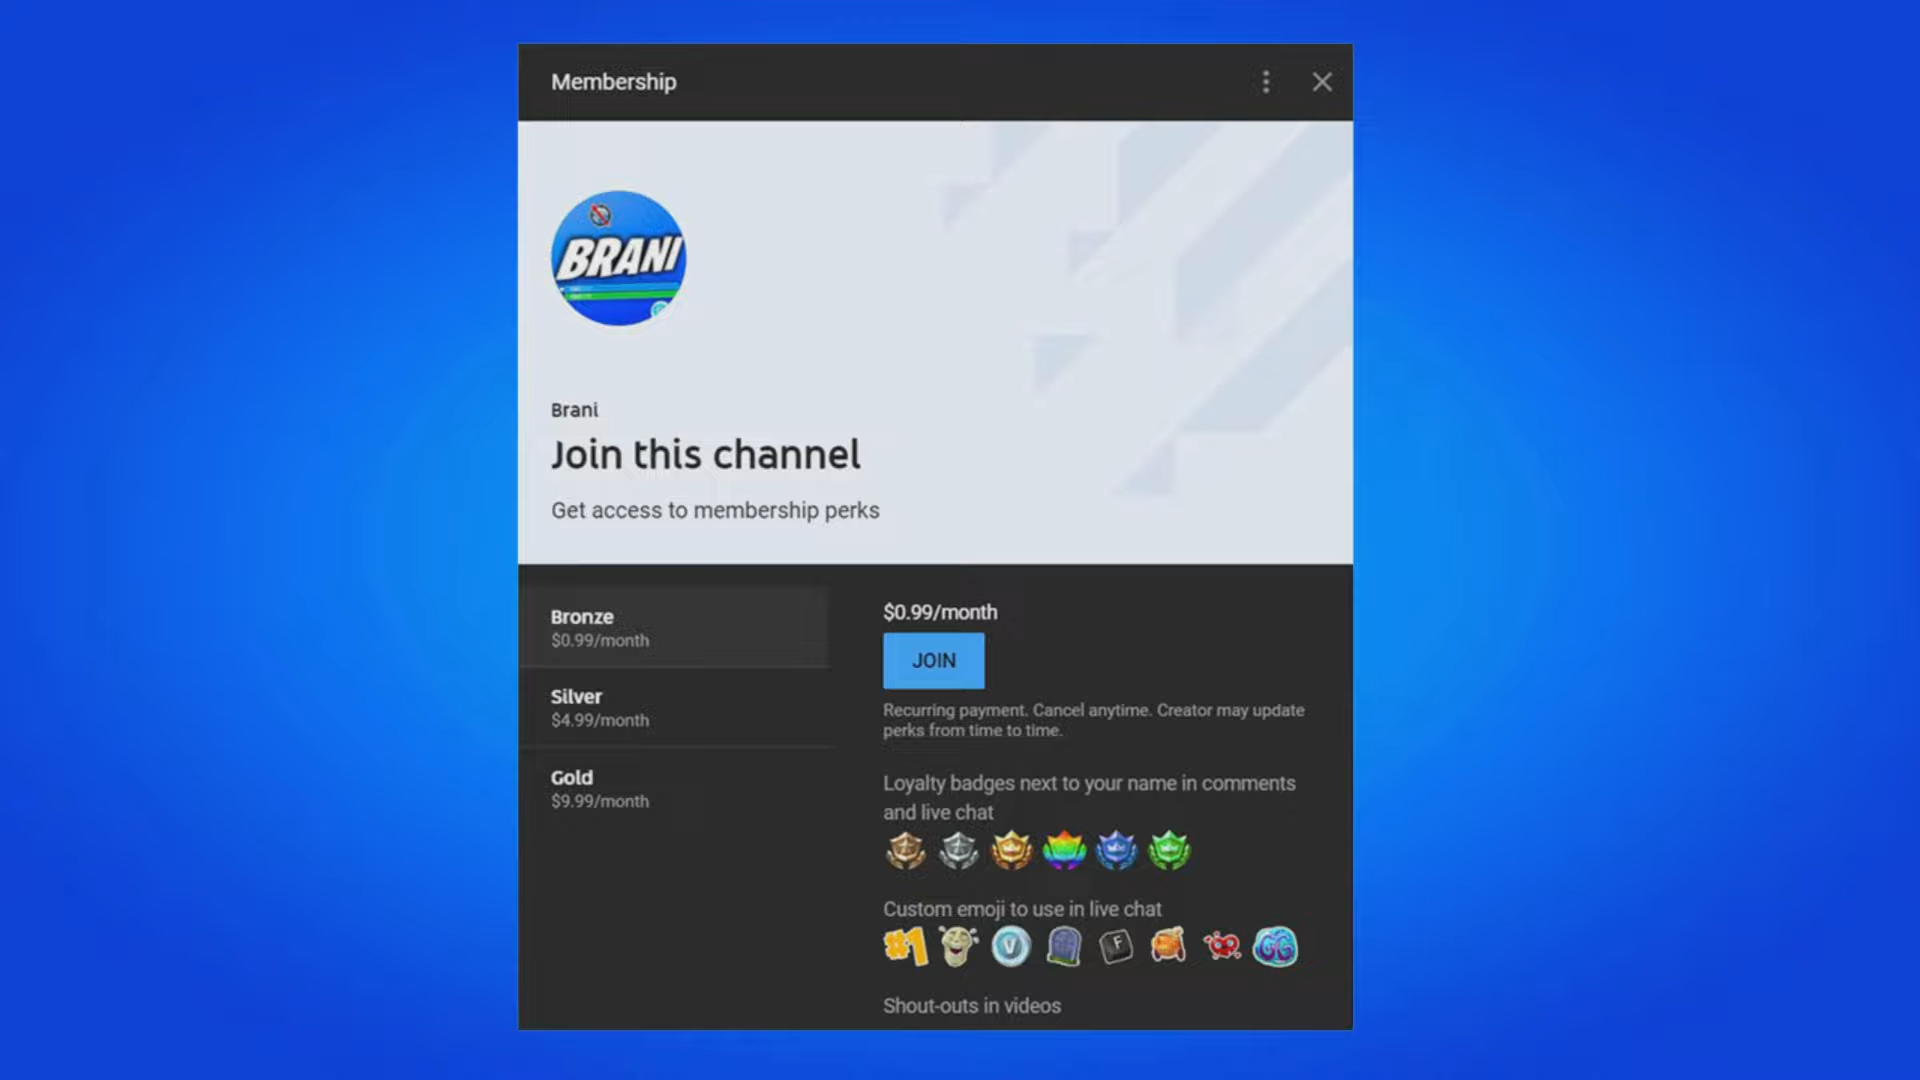 Membership
BRANI
Brani
Join this channel
Get access to membership perks
Bronze
$0.99/month
Silver
$4.99/month
Gold
$9.99/month
$0.99/month
JOIN
Recurring payment. Cancel anytime. Creator may update
perks from time to time.
Loyalty badges next to your name in comments
and live chat
Custom emoji to use in live chat
#1
V
F
GG
Shout-outs in videos